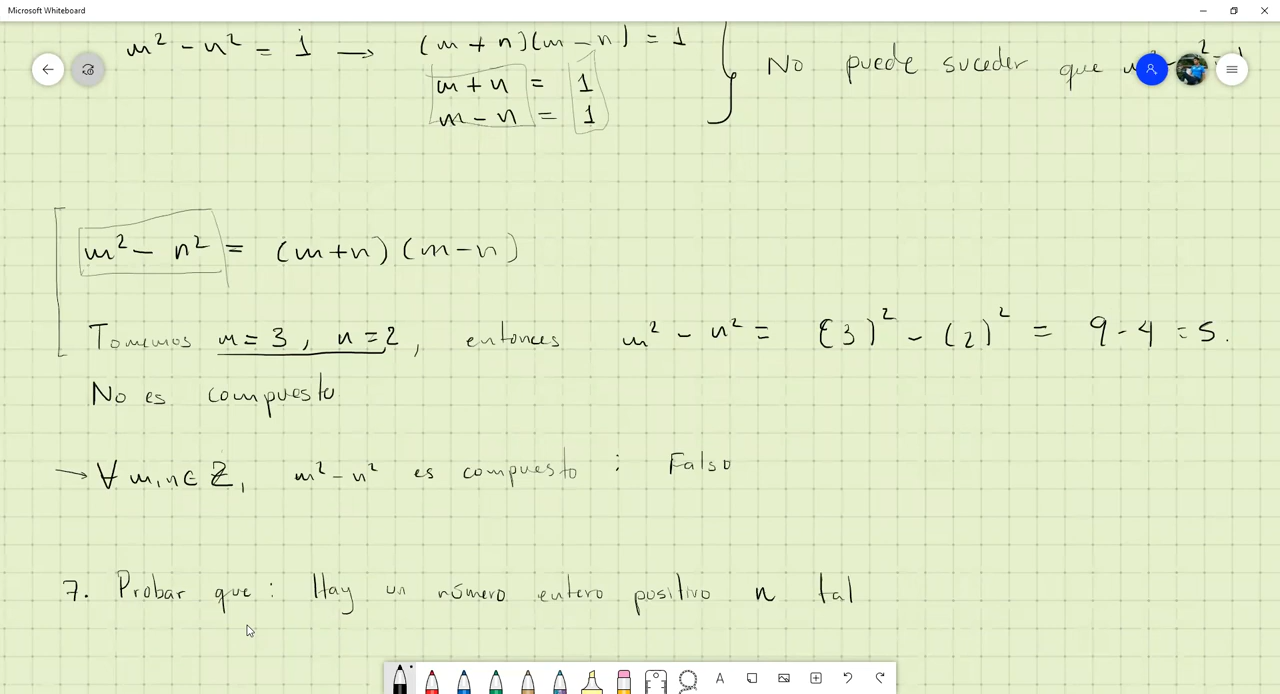 Microsoft Whiteboard
m² - n² = 1 → (m + n)(m - n) = 1
m + n = 1
m - n = 1
No puede suceder que
m² - n² = (m+n)(m-n)
Tomemos m = 3, n = 2, entonces m² - n² = (3)² - (2)² = 9 - 4 = 5.
No es compuesto
→ ∀ m,n ∈ ℤ, m² - n² es compuesto : Falso
7. Probar que : Hay un número entero positivo n tal
A